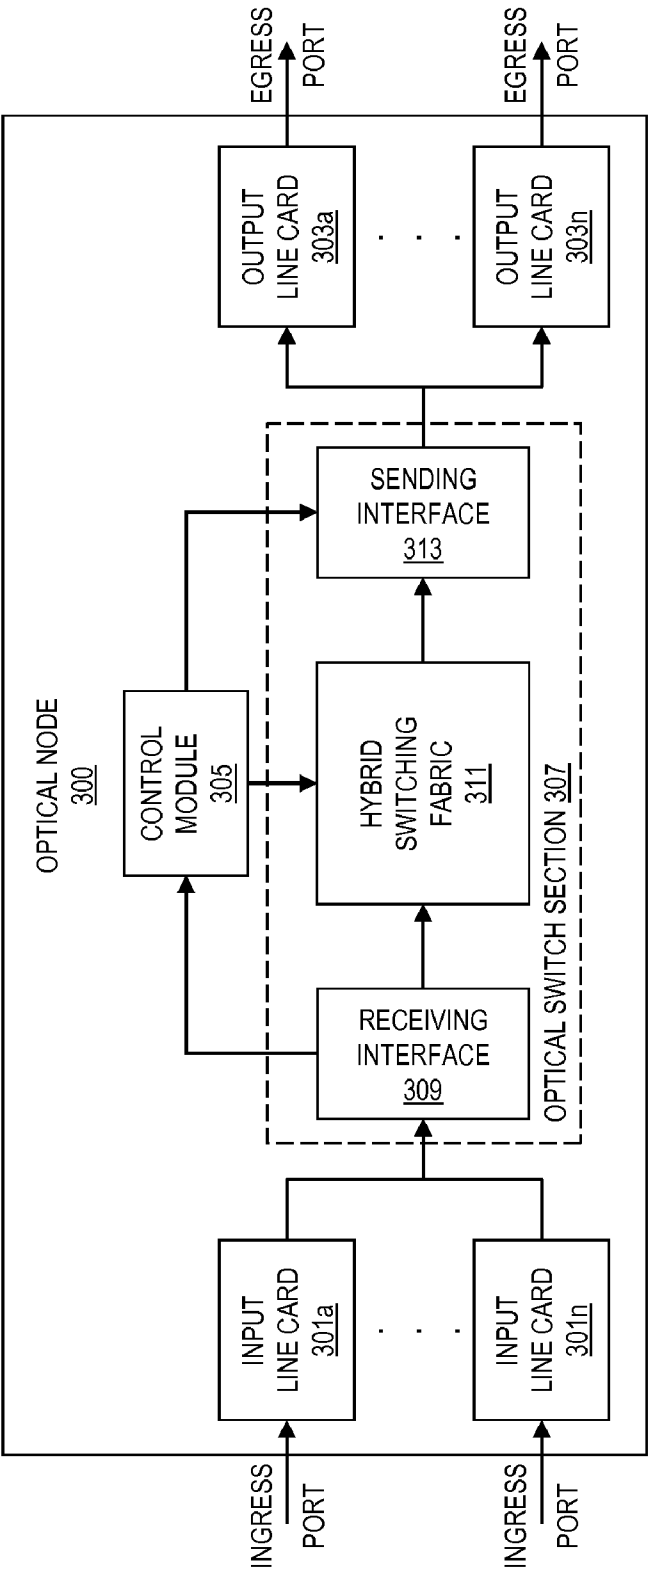 OPTICAL NODE
300
INGRESS
PORT
INPUT
LINE CARD
301a
. . .
INGRESS
PORT
INPUT
LINE CARD
301n
RECEIVING
INTERFACE
309
CONTROL
MODULE
305
HYBRID
SWITCHING
FABRIC
311
SENDING
INTERFACE
313
OPTICAL SWITCH SECTION 307
OUTPUT
LINE CARD
303a
EGRESS
PORT
. . .
OUTPUT
LINE CARD
303n
EGRESS
PORT